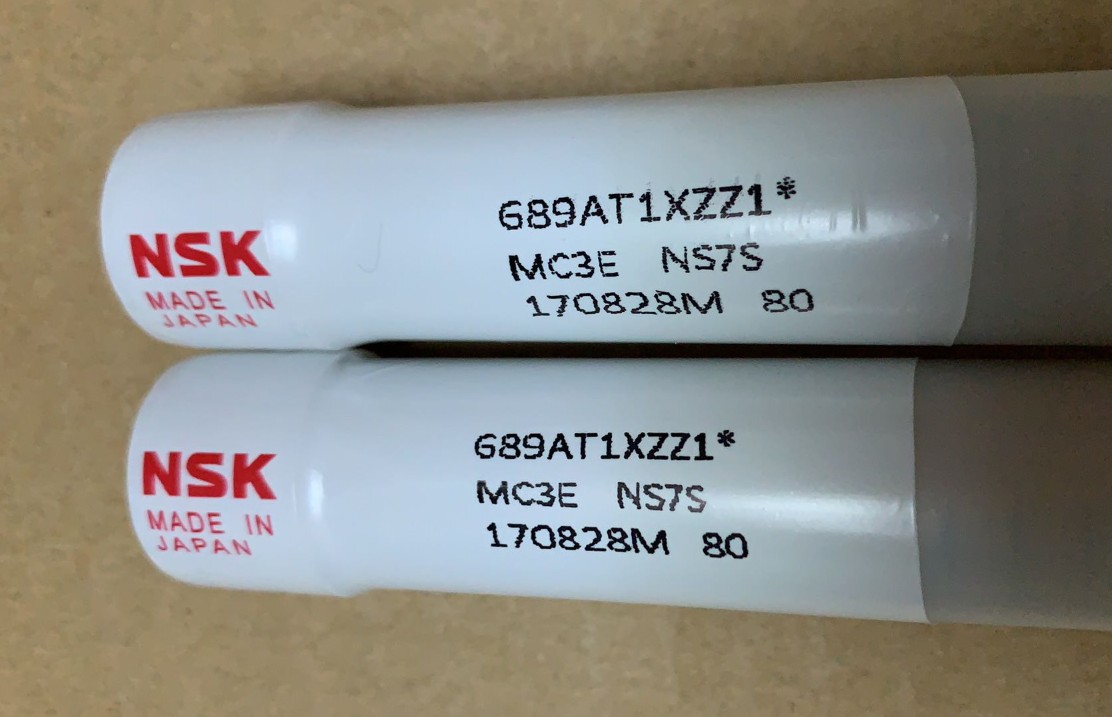 NSK
MADE IN
JAPAN
689AT1XZZ1*
MC3E NS7S
170828M 80
NSK
MADE IN
JAPAN
689AT1XZZ1*
MC3E NS7S
170828M 80